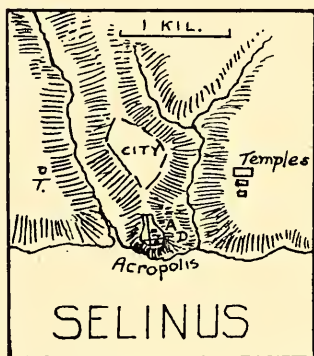 1 KIL.
CITY
Temples
T.
A
D.
Acropolis
SELINUS